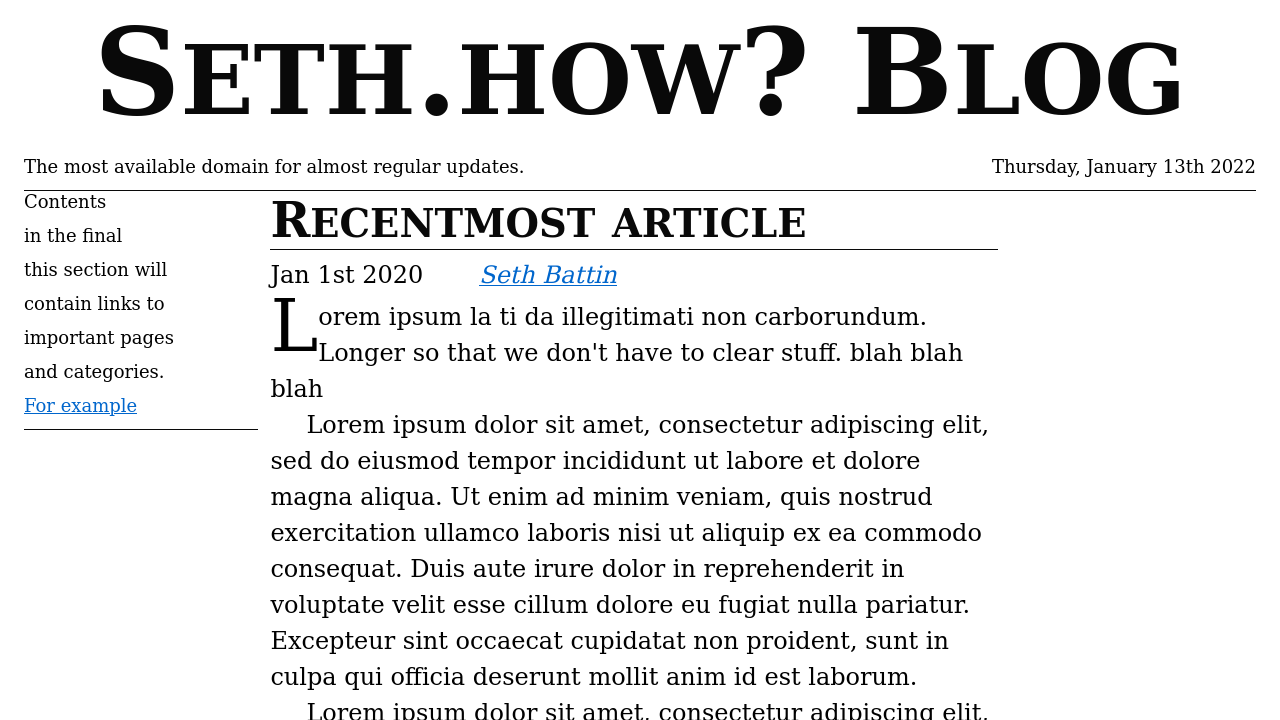 Seth.how? Blog
The most available domain for almost regular updates.
Thursday, January 13th 2022
Contents
in the final
this section will
contain links to
important pages
and categories.
For example
Recentmost article
Jan 1st 2020 Seth Battin
Lorem ipsum la ti da illegitimati non carborundum.
Longer so that we don't have to clear stuff. blah blah
blah
Lorem ipsum dolor sit amet, consectetur adipiscing elit,
sed do eiusmod tempor incididunt ut labore et dolore
magna aliqua. Ut enim ad minim veniam, quis nostrud
exercitation ullamco laboris nisi ut aliquip ex ea commodo
consequat. Duis aute irure dolor in reprehenderit in
voluptate velit esse cillum dolore eu fugiat nulla pariatur.
Excepteur sint occaecat cupidatat non proident, sunt in
culpa qui officia deserunt mollit anim id est laborum.
Lorem ipsum dolor sit amet, consectetur adipiscing elit,